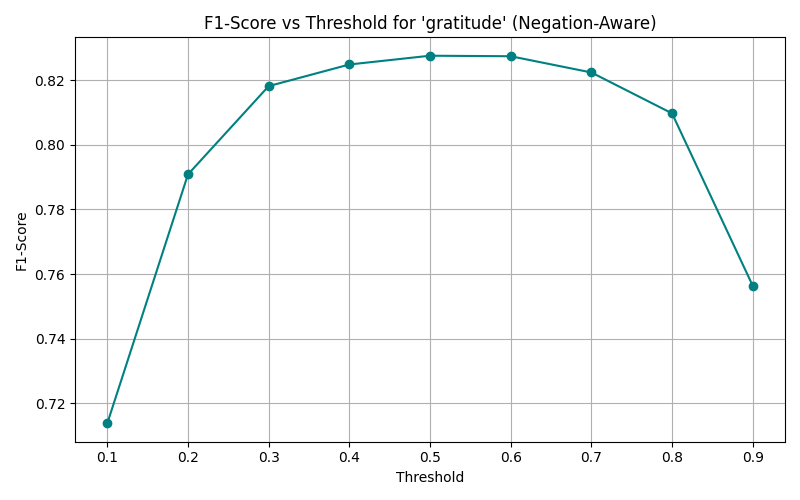 F1-Score vs Threshold for 'gratitude' (Negation-Aware)
F1-Score
0.82
0.80
0.78
0.76
0.74
0.72
0.1 0.2 0.3 0.4 0.5 0.6 0.7 0.8 0.9
Threshold